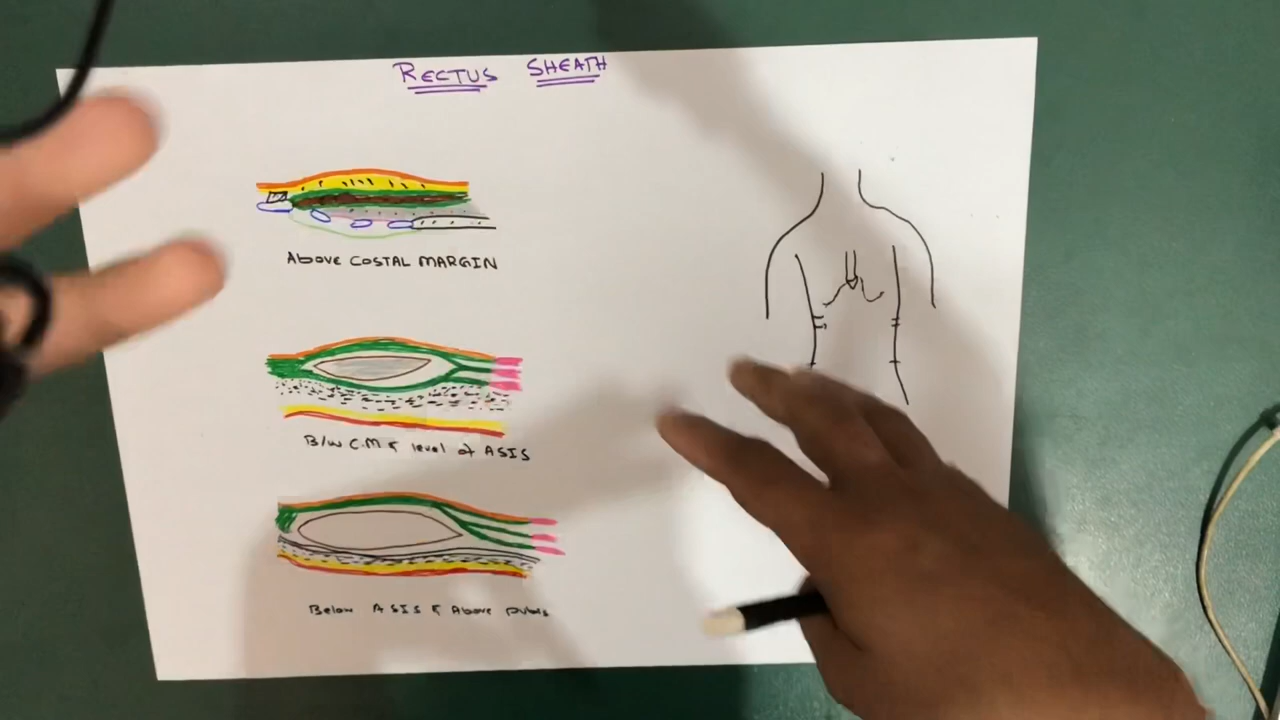 RECTUS SHEATH
ABOVE COSTAL MARGIN
B/W C.M & level of ASIS
Below ASIS & Above pubis